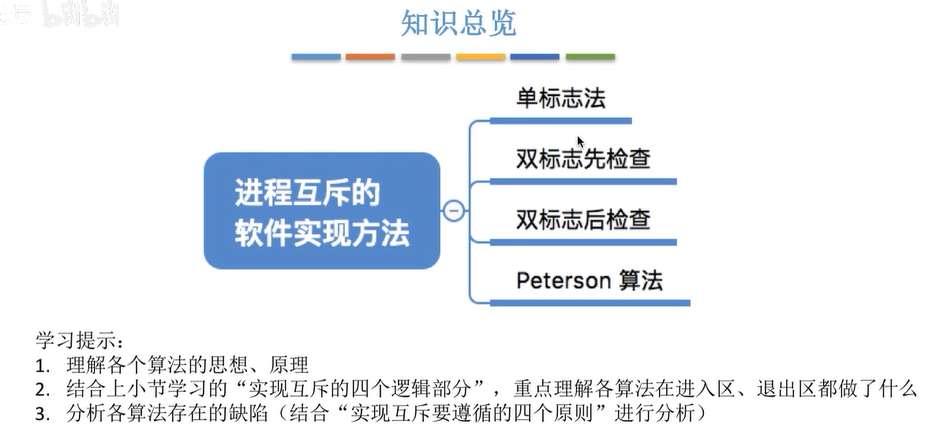 bilibili
知识总览
进程互斥的
软件实现方法
单标志法
双标志先检查
双标志后检查
Peterson 算法
学习提示：
1. 理解各个算法的思想、原理
2. 结合上小节学习的“实现互斥的四个逻辑部分”，重点理解各算法在进入区、退出区都做了什么
3. 分析各算法存在的缺陷（结合“实现互斥要遵循的四个原则”进行分析）